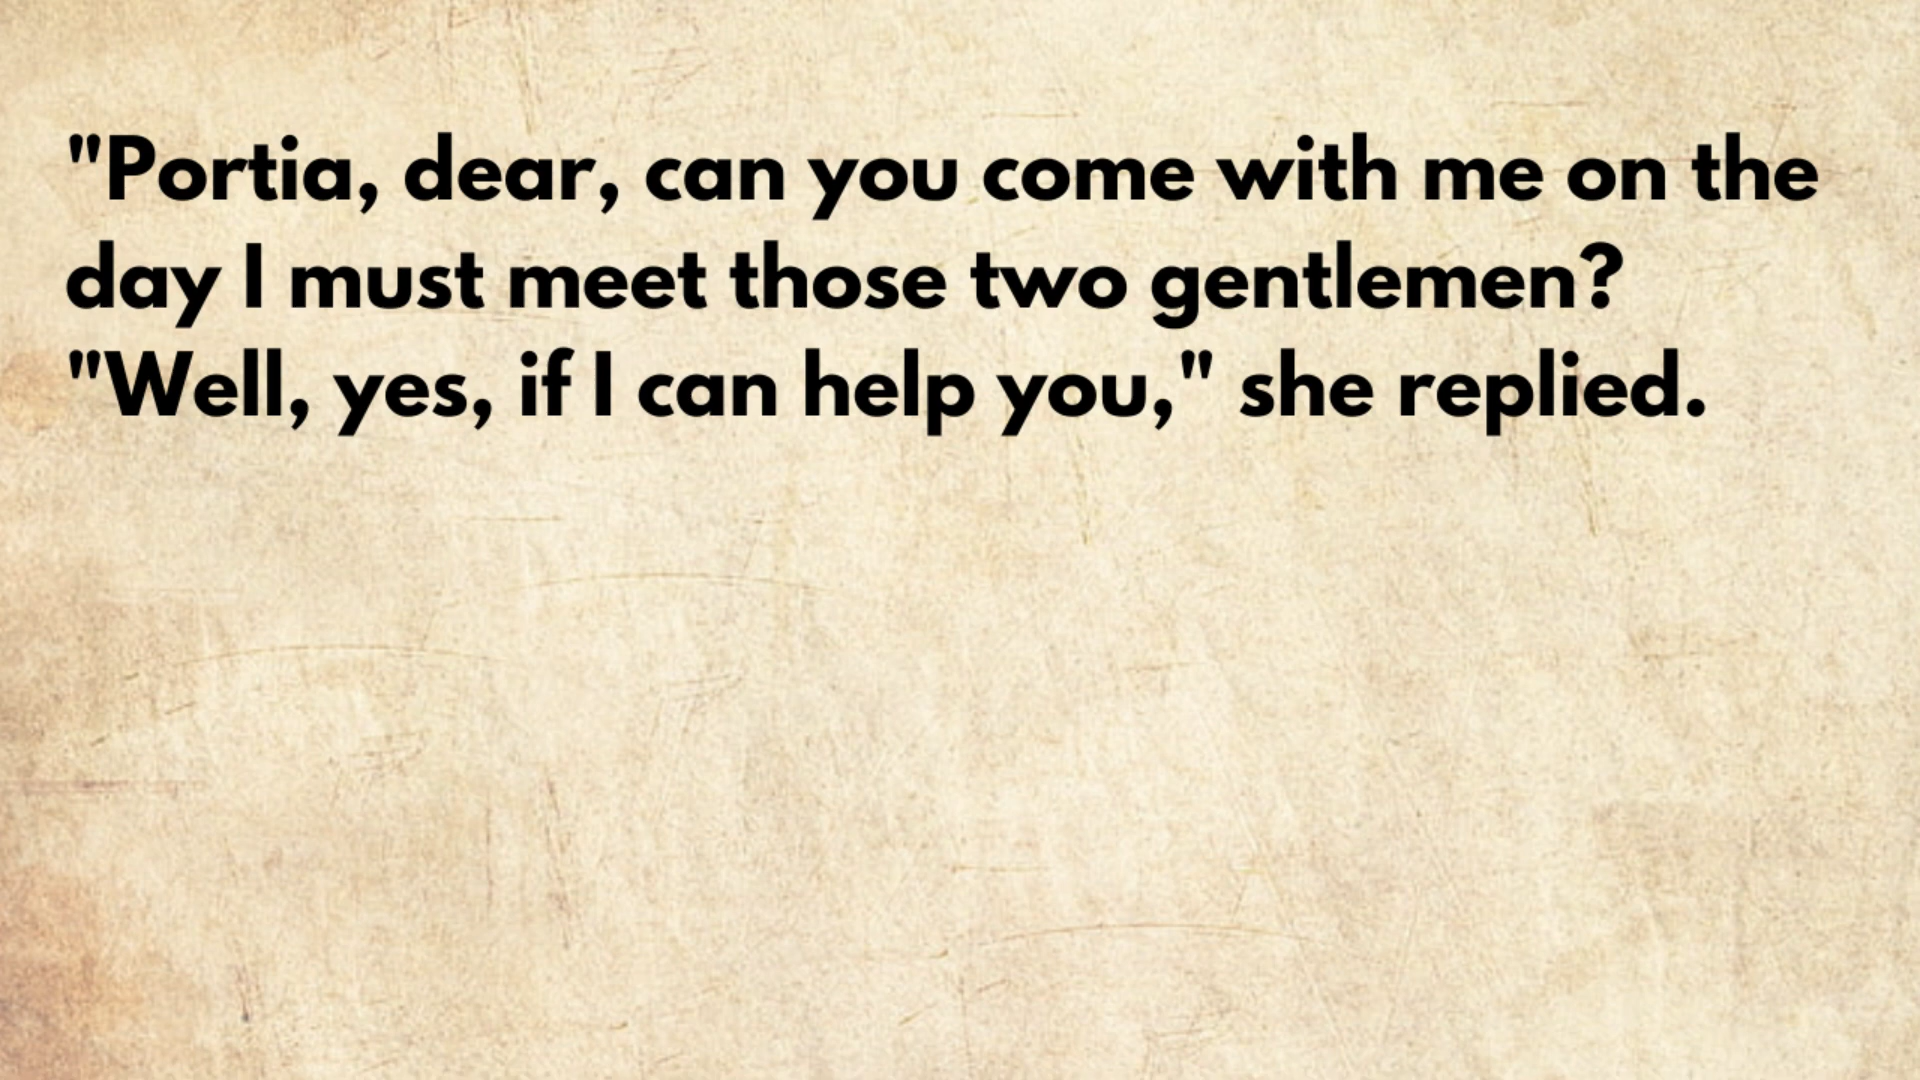 "Portia, dear, can you come with me on the
day I must meet those two gentlemen?
"Well, yes, if I can help you," she replied.